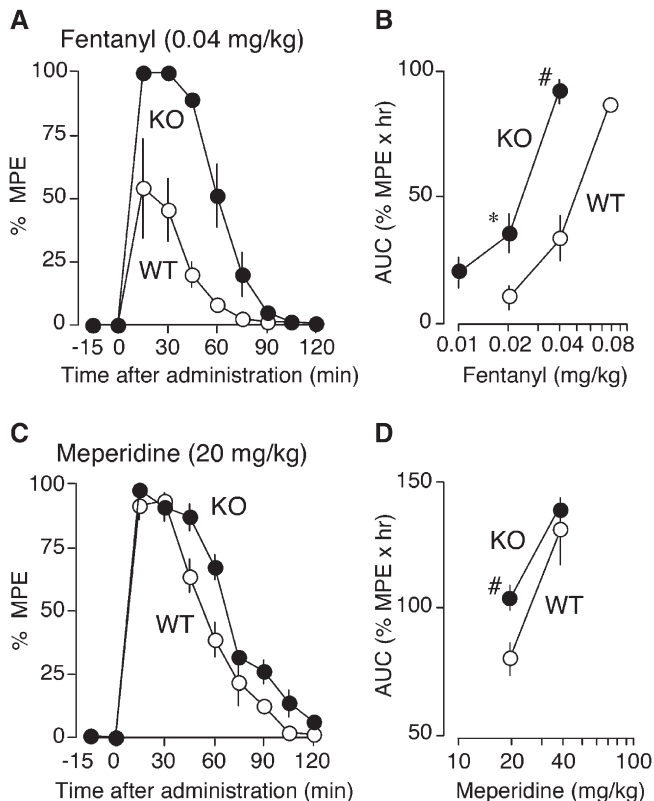 A
Fentanyl (0.04 mg/kg)
100
75
50
25
0
% MPE
KO
WT
-15 0 30 60 90 120
Time after administration (min)
B
100
50
0
AUC (% MPE x hr)
#
KO
*
WT
0.01 0.02 0.04 0.08
Fentanyl (mg/kg)
C
Meperidine (20 mg/kg)
100
75
50
25
0
% MPE
KO
WT
-15 0 30 60 90 120
Time after administration (min)
D
150
100
50
AUC (% MPE x hr)
KO
#
WT
10 20 40 100
Meperidine (mg/kg)